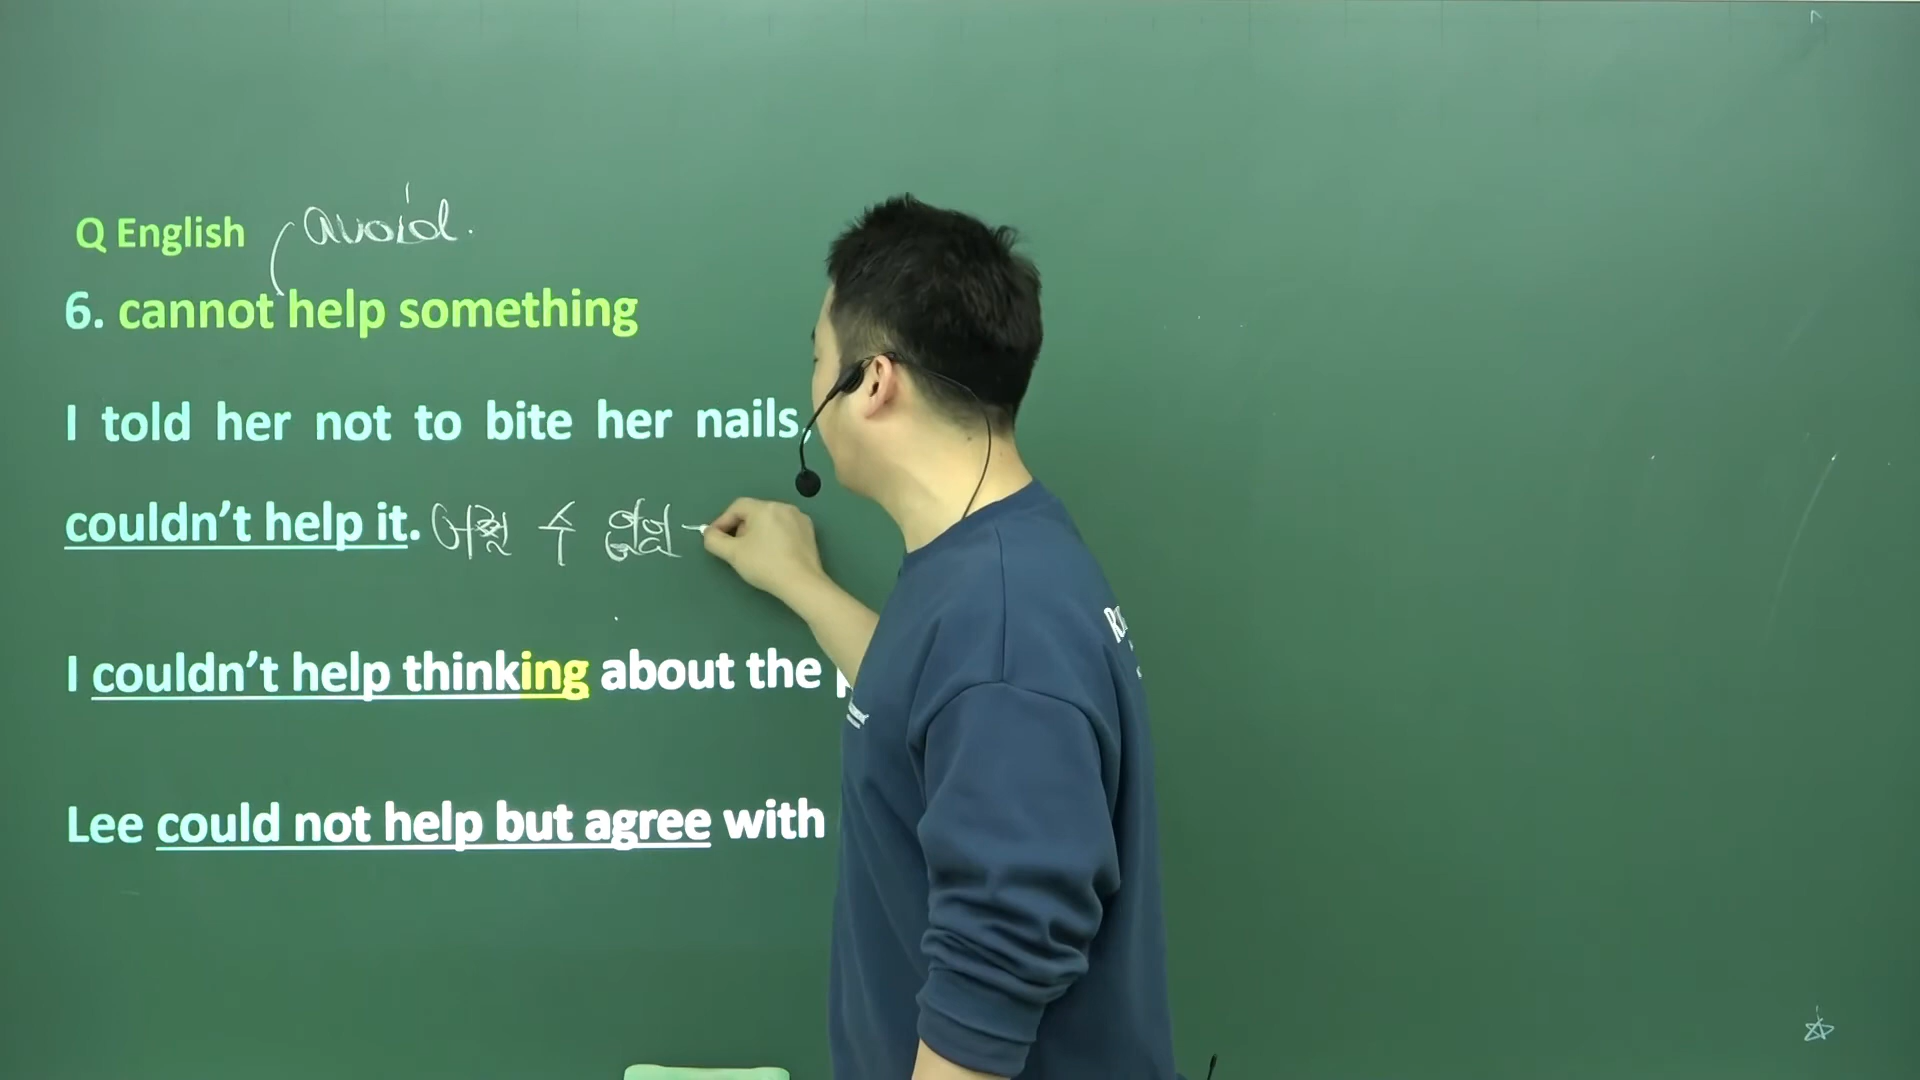 Q English avoid.
6. cannot help something
I told her not to bite her nails,
couldn't help it. 어쩔 수 없었
I couldn't help thinking about the
Lee could not help but agree with